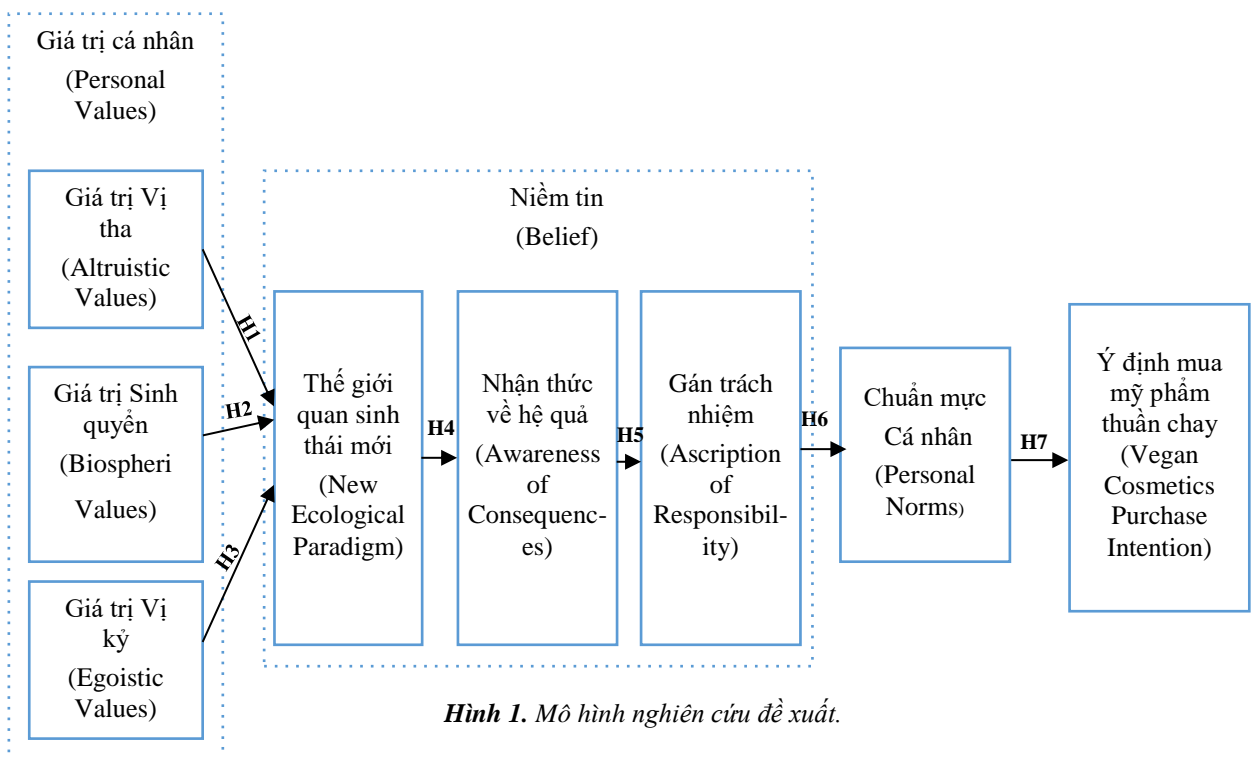 Giá trị cá nhân
(Personal
Values)
Giá trị Vị
tha
(Altruistic
Values)
Giá trị Sinh
quyển
(Biospheri
Values)
Giá trị Vị
kỷ
(Egoistic
Values)
H1
H2
H3
Niềm tin
(Belief)
Thế giới
quan sinh
thái mới
(New
Ecological
Paradigm)
H4
Nhận thức
về hệ quả
(Awareness
of
Consequenc-
es)
H5
Gán trách
nhiệm
(Ascription
of
Responsibil-
ity)
H6
Chuẩn mực
Cá nhân
(Personal
Norms)
H7
Ý định mua
mỹ phẩm
thuần chay
(Vegan
Cosmetics
Purchase
Intention)
Hình 1. Mô hình nghiên cứu đề xuất.